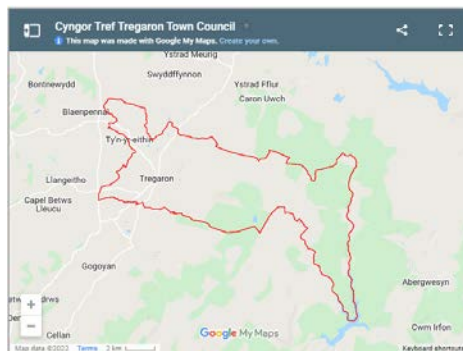 Cyngor Tref Tregaron Town Council
This map was made with Google My Maps. Create your own.
Ystrad Meurig
Swyddffynnon
Bontnewydd
Ystrad Fflur
Caron Uwch
Blaenpennal
Tyn'r-yr-eithin
Llangeitho
Tregaron
Capel Betws
Lleucu
Gogoyan
Abergwesyn
Cwm Irfon
Cellan
Google My Maps
Map data ©2022 Terms 2 km
Keyboard shortcuts